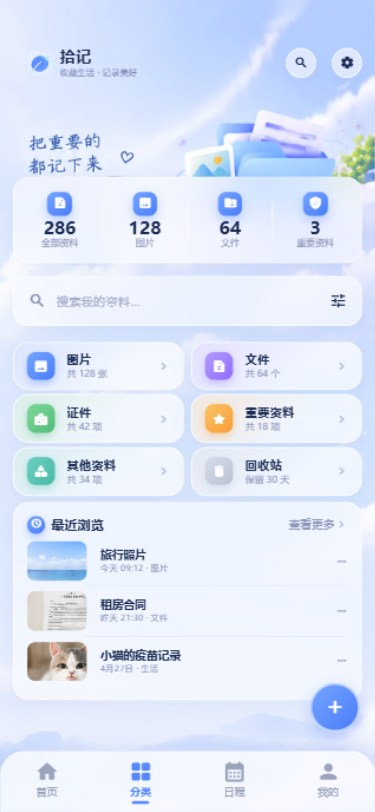 拾记
收藏生活 · 记录美好
把重要的
都记下来
286
全部资料
128
图片
64
文件
3
重要资料
搜索我的资料...
图片
共 128 张
文件
共 64 个
证件
共 42 项
重要资料
共 18 项
其他资料
共 34 项
回收站
保留 30 天
最近浏览
查看更多
旅行照片
今天 09:12 · 图片
租房合同
昨天 21:30 · 文件
小猫的疫苗记录
4月27日 · 生活
首页
分类
日程
我的